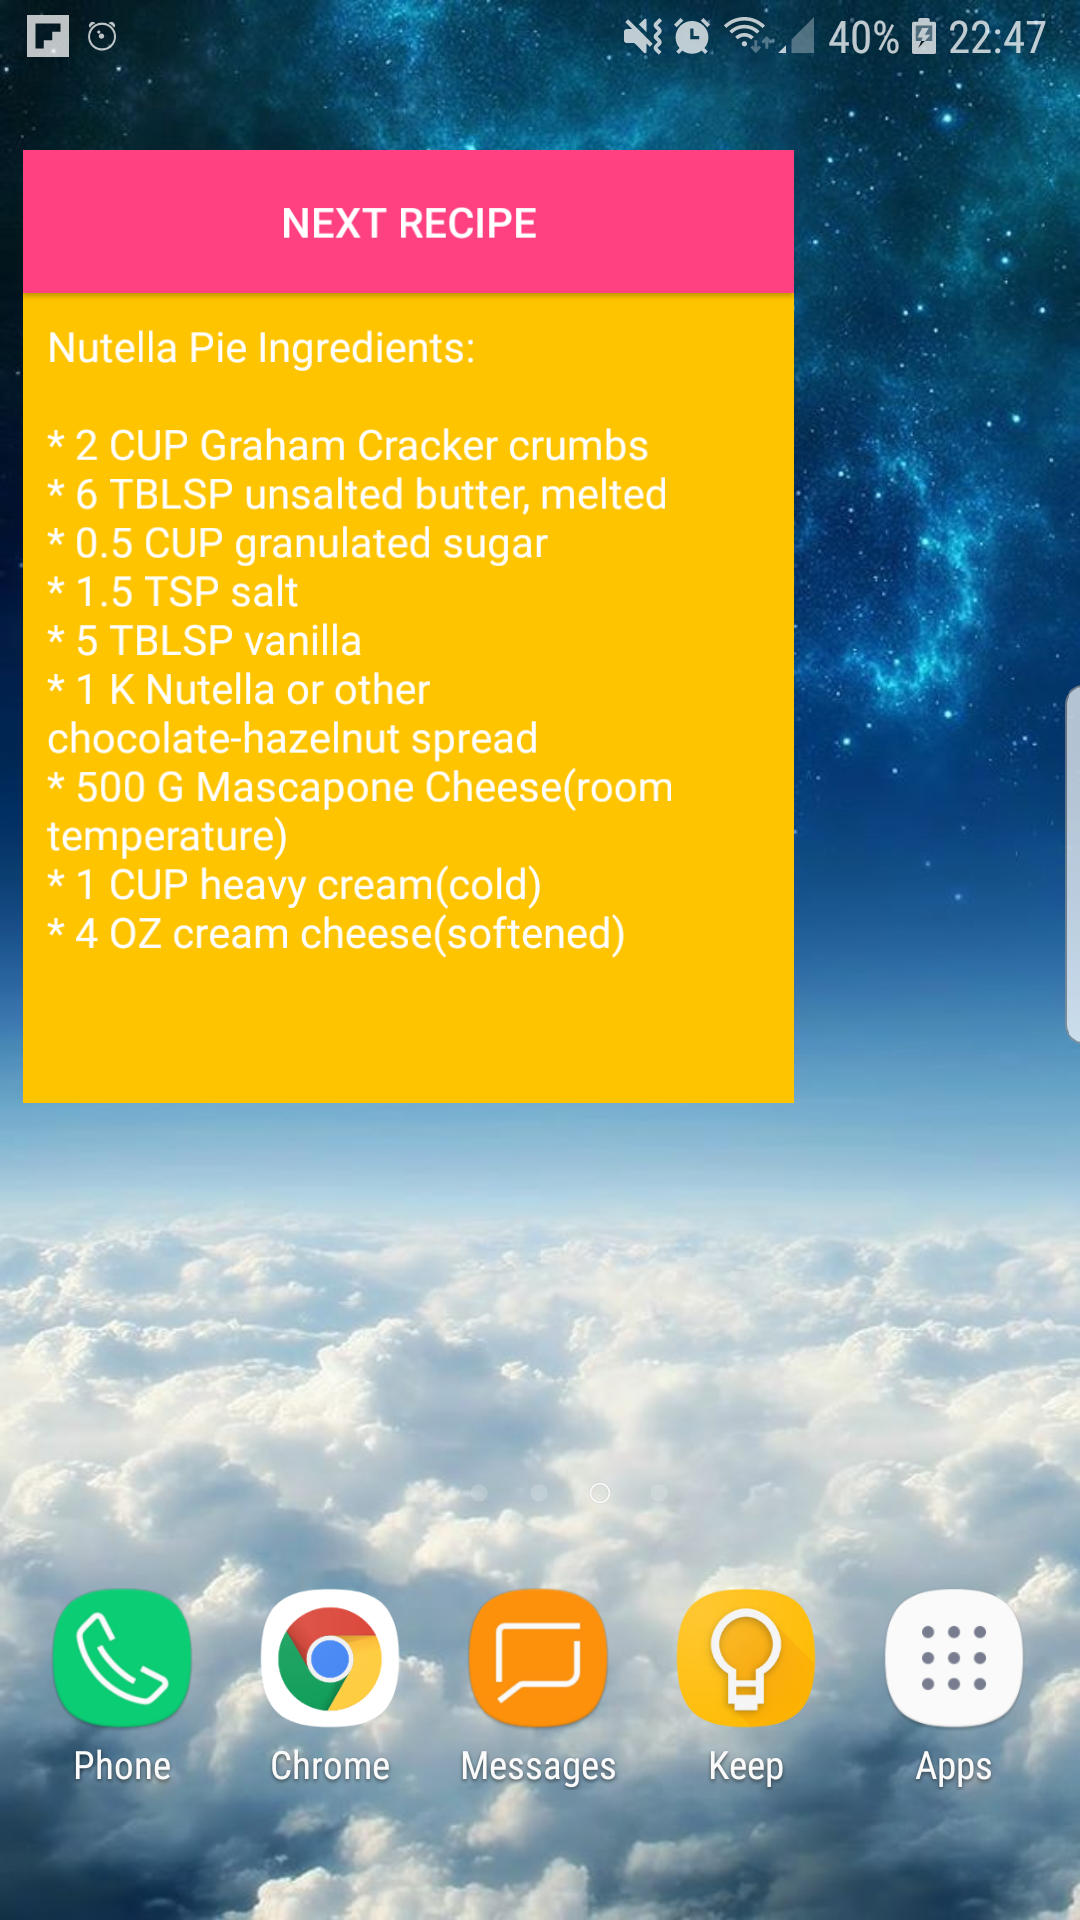 40% 22:47
NEXT RECIPE
Nutella Pie Ingredients:
* 2 CUP Graham Cracker crumbs
* 6 TBLSP unsalted butter, melted
* 0.5 CUP granulated sugar
* 1.5 TSP salt
* 5 TBLSP vanilla
* 1 K Nutella or other
chocolate-hazelnut spread
* 500 G Mascapone Cheese(room
temperature)
* 1 CUP heavy cream(cold)
* 4 OZ cream cheese(softened)
Phone Chrome Messages Keep Apps